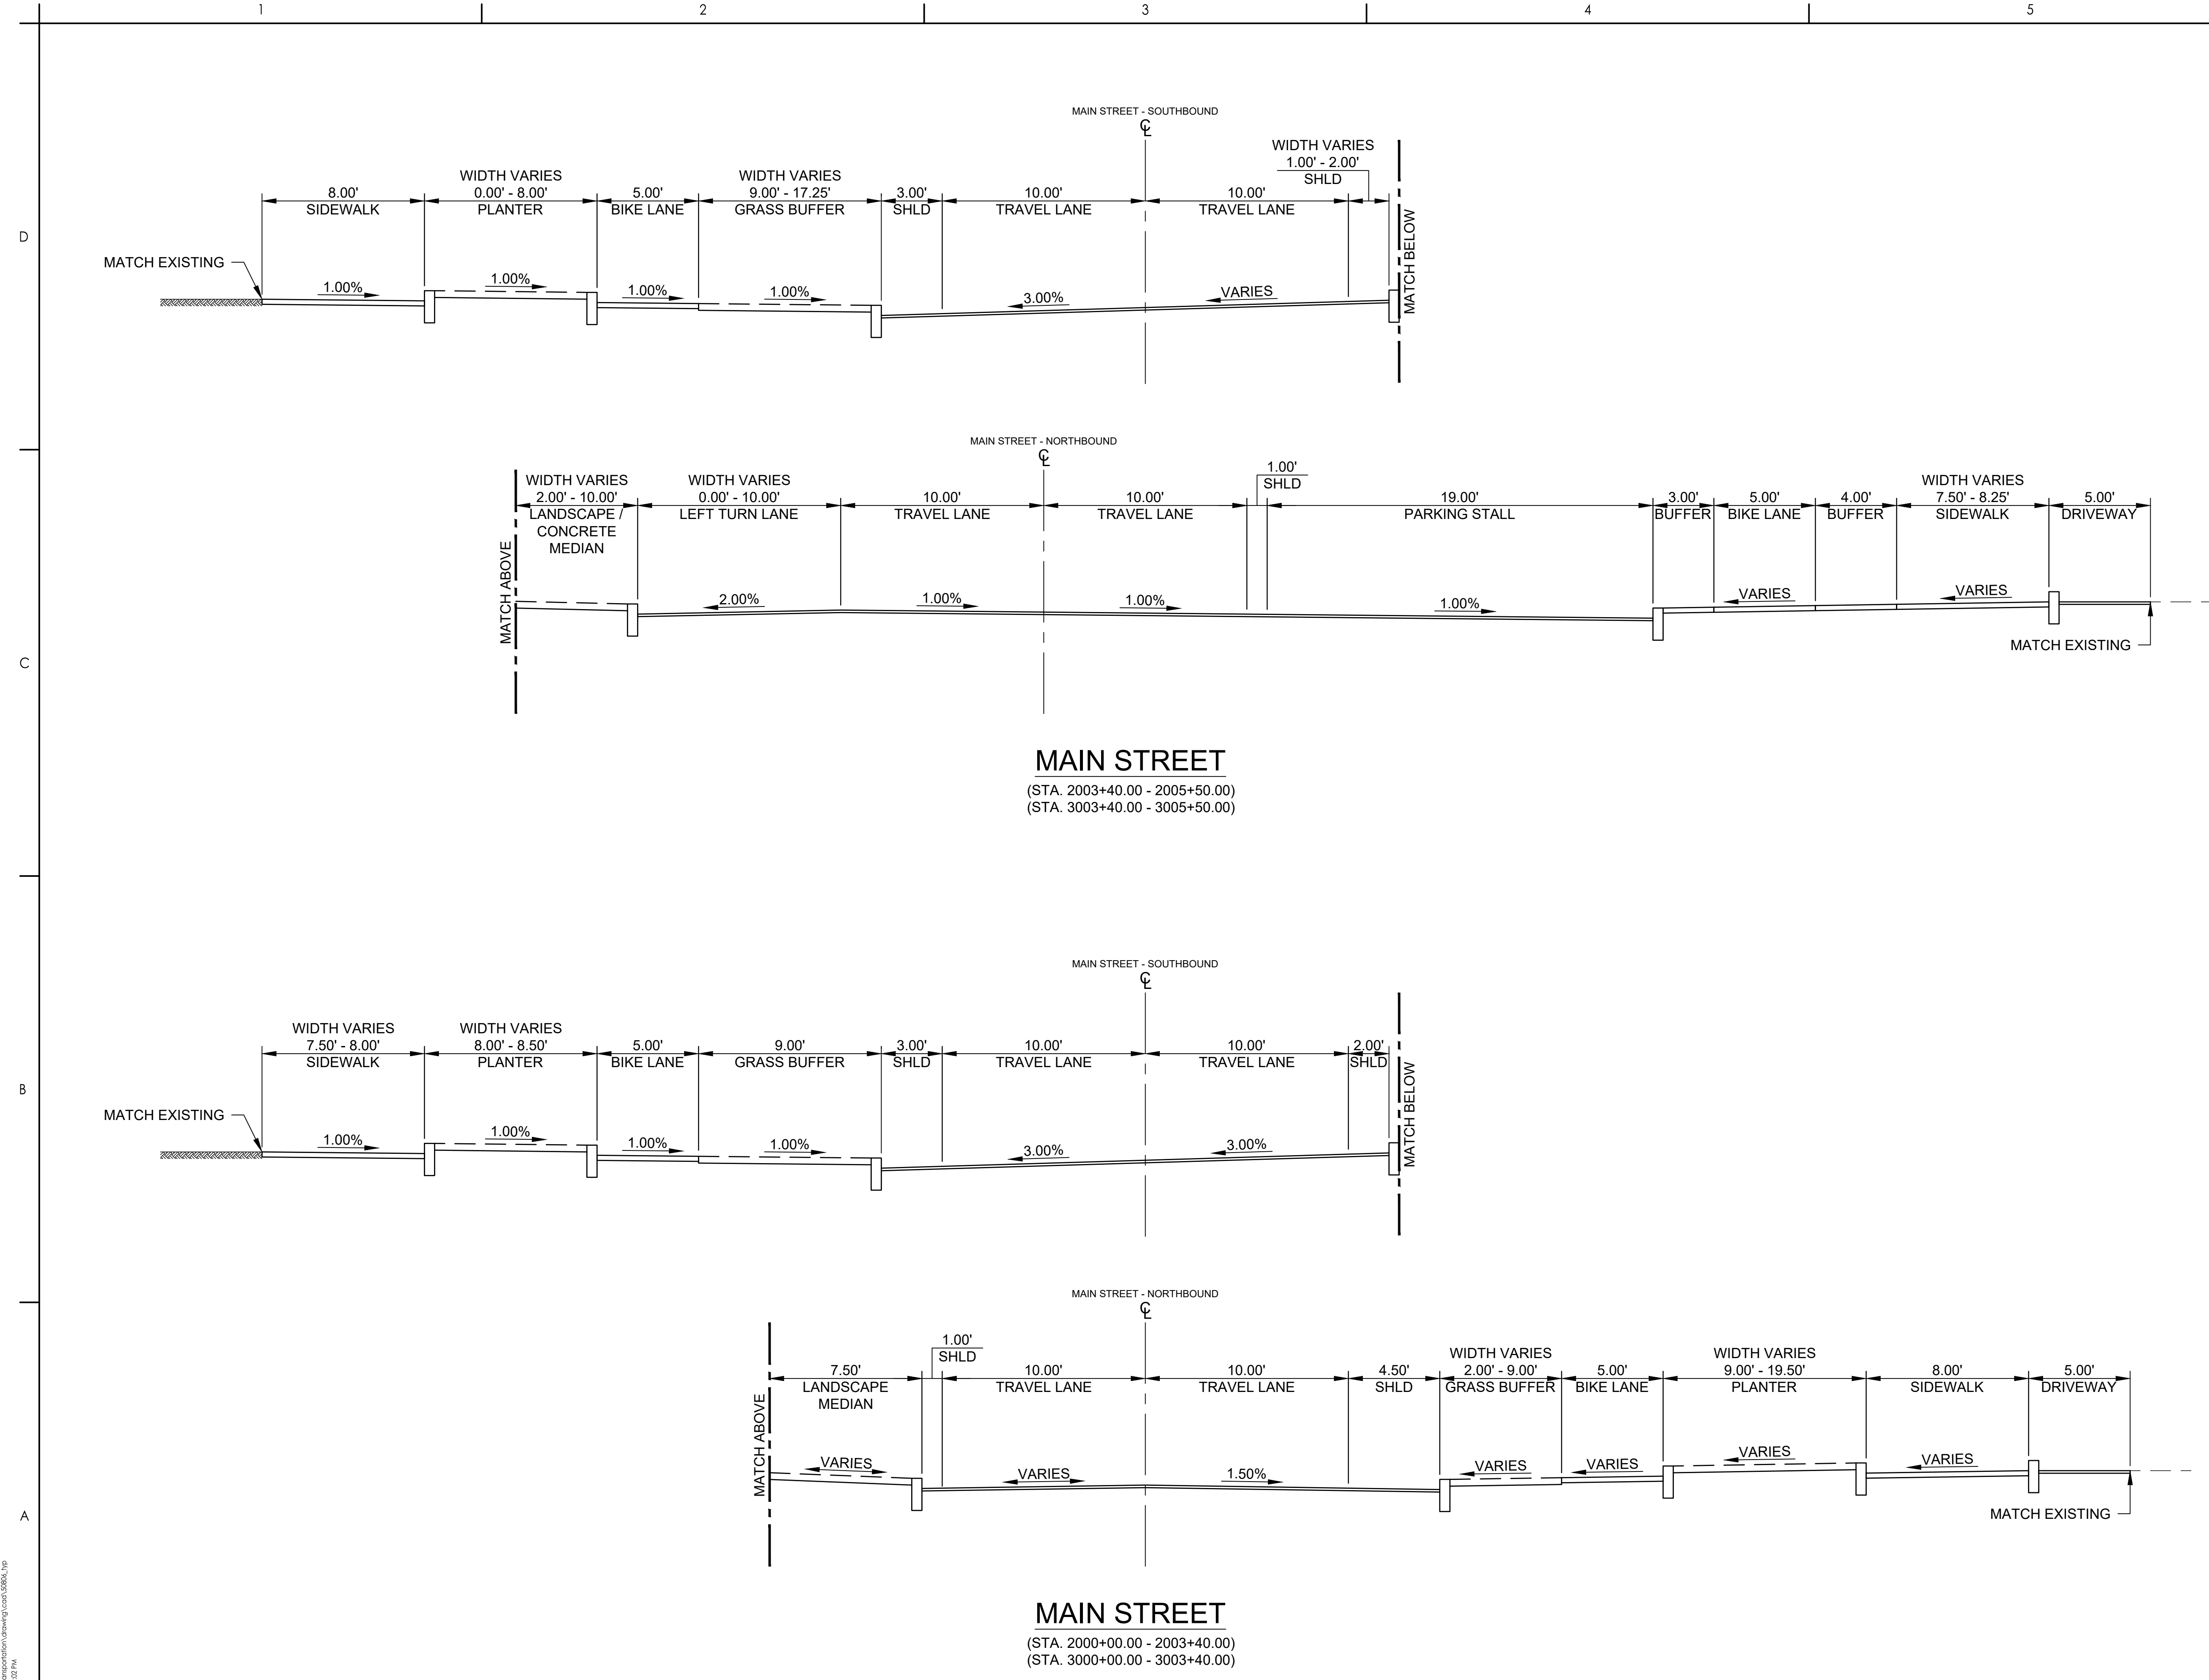 1 2 3 4 5
MAIN STREET - SOUTHBOUND
℄
WIDTH VARIES
1.00' - 2.00'
SHLD
WIDTH VARIES WIDTH VARIES
8.00' 0.00' - 8.00' 5.00' 9.00' - 17.25' 3.00' 10.00' 10.00'
SIDEWALK PLANTER BIKE LANE GRASS BUFFER SHLD TRAVEL LANE TRAVEL LANE
D
MATCH EXISTING
MATCH BELOW
1.00% 1.00% 1.00% 1.00% 3.00% VARIES
MAIN STREET - NORTHBOUND
℄
1.00'
SHLD
WIDTH VARIES WIDTH VARIES WIDTH VARIES
2.00' - 10.00' 0.00' - 10.00' 10.00' 10.00' 19.00' 3.00' 5.00' 4.00' 7.50' - 8.25' 5.00'
LANDSCAPE / LEFT TURN LANE TRAVEL LANE TRAVEL LANE PARKING STALL BUFFER BIKE LANE BUFFER SIDEWALK DRIVEWAY
CONCRETE
MEDIAN
MATCH ABOVE
2.00% 1.00% 1.00% 1.00% VARIES VARIES
MATCH EXISTING
C
MAIN STREET
(STA. 2003+40.00 - 2005+50.00)
(STA. 3003+40.00 - 3005+50.00)
MAIN STREET - SOUTHBOUND
℄
WIDTH VARIES WIDTH VARIES
7.50' - 8.00' 8.00' - 8.50' 5.00' 9.00' 3.00' 10.00' 10.00' 2.00'
SIDEWALK PLANTER BIKE LANE GRASS BUFFER SHLD TRAVEL LANE TRAVEL LANE SHLD
B
MATCH EXISTING
MATCH BELOW
1.00% 1.00% 1.00% 1.00% 3.00% 3.00%
MAIN STREET - NORTHBOUND
℄
1.00'
SHLD
WIDTH VARIES WIDTH VARIES
7.50' 10.00' 10.00' 4.50' 2.00' - 9.00' 5.00' 9.00' - 19.50' 8.00' 5.00'
LANDSCAPE TRAVEL LANE TRAVEL LANE SHLD GRASS BUFFER BIKE LANE PLANTER SIDEWALK DRIVEWAY
MEDIAN
MATCH ABOVE
VARIES VARIES 1.50% VARIES VARIES VARIES VARIES
MATCH EXISTING
A
MAIN STREET
(STA. 2000+00.00 - 2003+40.00)
(STA. 3000+00.00 - 3003+40.00)